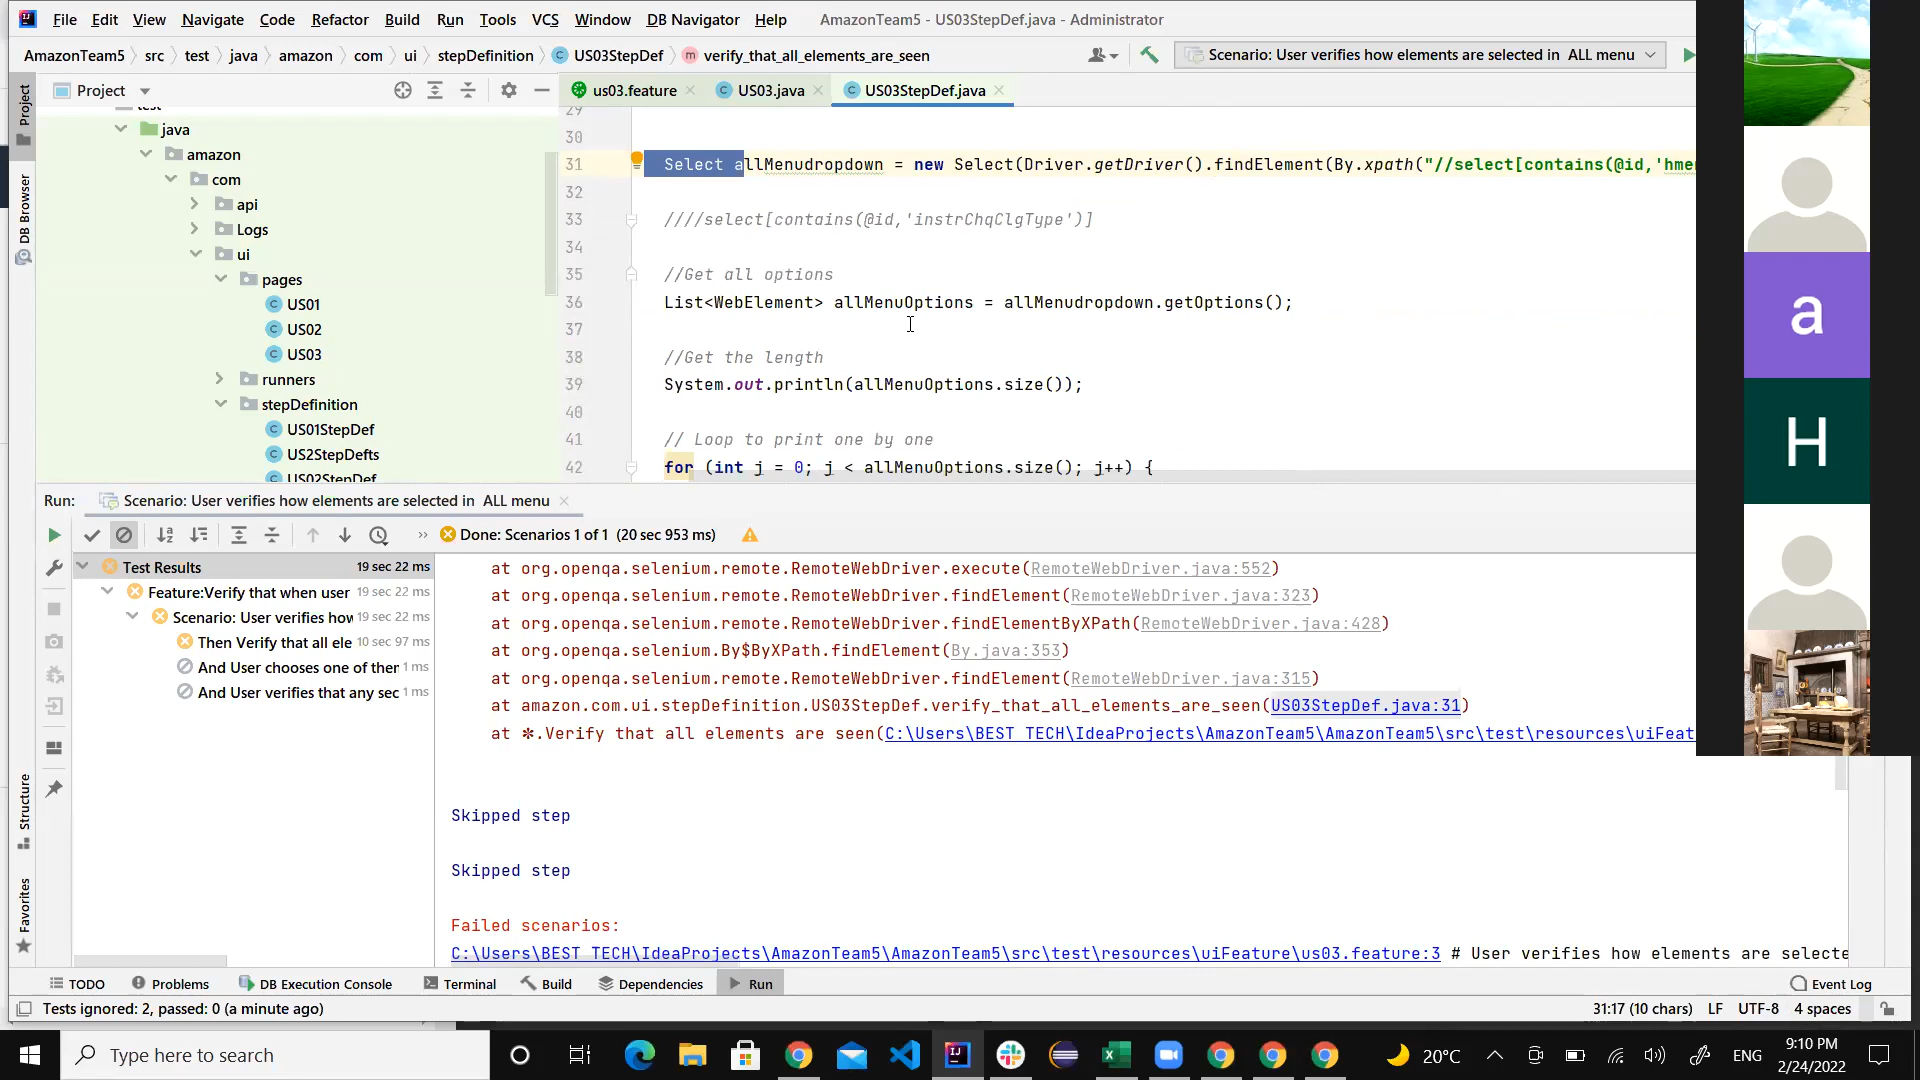 File Edit View Navigate Code Refactor Build Run Tools VCS Window DB Navigator Help AmazonTeam5 - US03StepDef.java - Administrator
AmazonTeam5 src test java amazon com ui stepDefinition US03StepDef verify_that_all_elements_are_seen Scenario: User verifies how elements are selected in ALL menu
Project us03.feature US03.java US03StepDef.java
Project
DB Browser
Structure
Favorites
java
amazon
com
api
Logs
ui
pages
US01
US02
US03
runners
stepDefinition
US01StepDef
US2StepDefts
US02StepDef
29
30
31 Select allMenudropdown = new Select(Driver.getDriver().findElement(By.xpath("//select[contains(@id,'hmen
32
33 ////select[contains(@id,'instrChqClgType')]
34
35 //Get all options
36 List<WebElement> allMenuOptions = allMenudropdown.getOptions();
37
38 //Get the length
39 System.out.println(allMenuOptions.size());
40
41 // Loop to print one by one
42 for (int j = 0; j < allMenuOptions.size(); j++) {
a
H
Run: Scenario: User verifies how elements are selected in ALL menu
Done: Scenarios 1 of 1 (20 sec 953 ms)
Test Results 19 sec 22 ms
Feature:Verify that when user 19 sec 22 ms
Scenario: User verifies how 19 sec 22 ms
Then Verify that all ele 10 sec 97 ms
And User chooses one of ther 1 ms
And User verifies that any sec 1 ms
at org.openqa.selenium.remote.RemoteWebDriver.execute(RemoteWebDriver.java:552)
at org.openqa.selenium.remote.RemoteWebDriver.findElement(RemoteWebDriver.java:323)
at org.openqa.selenium.remote.RemoteWebDriver.findElementByXPath(RemoteWebDriver.java:428)
at org.openqa.selenium.By$ByXPath.findElement(By.java:353)
at org.openqa.selenium.remote.RemoteWebDriver.findElement(RemoteWebDriver.java:315)
at amazon.com.ui.stepDefinition.US03StepDef.verify_that_all_elements_are_seen(US03StepDef.java:31)
at ✽.Verify that all elements are seen(C:\Users\BEST TECH\IdeaProjects\AmazonTeam5\AmazonTeam5\src\test\resources\uiFeat
Skipped step
Skipped step
Failed scenarios:
C:\Users\BEST TECH\IdeaProjects\AmazonTeam5\AmazonTeam5\src\test\resources\uiFeature\us03.feature:3 # User verifies how elements are selecte
TODO Problems DB Execution Console Terminal Build Dependencies Run Event Log
Tests ignored: 2, passed: 0 (a minute ago) 31:17 (10 chars) LF UTF-8 4 spaces
Type here to search 20°C ENG 9:10 PM
2/24/2022